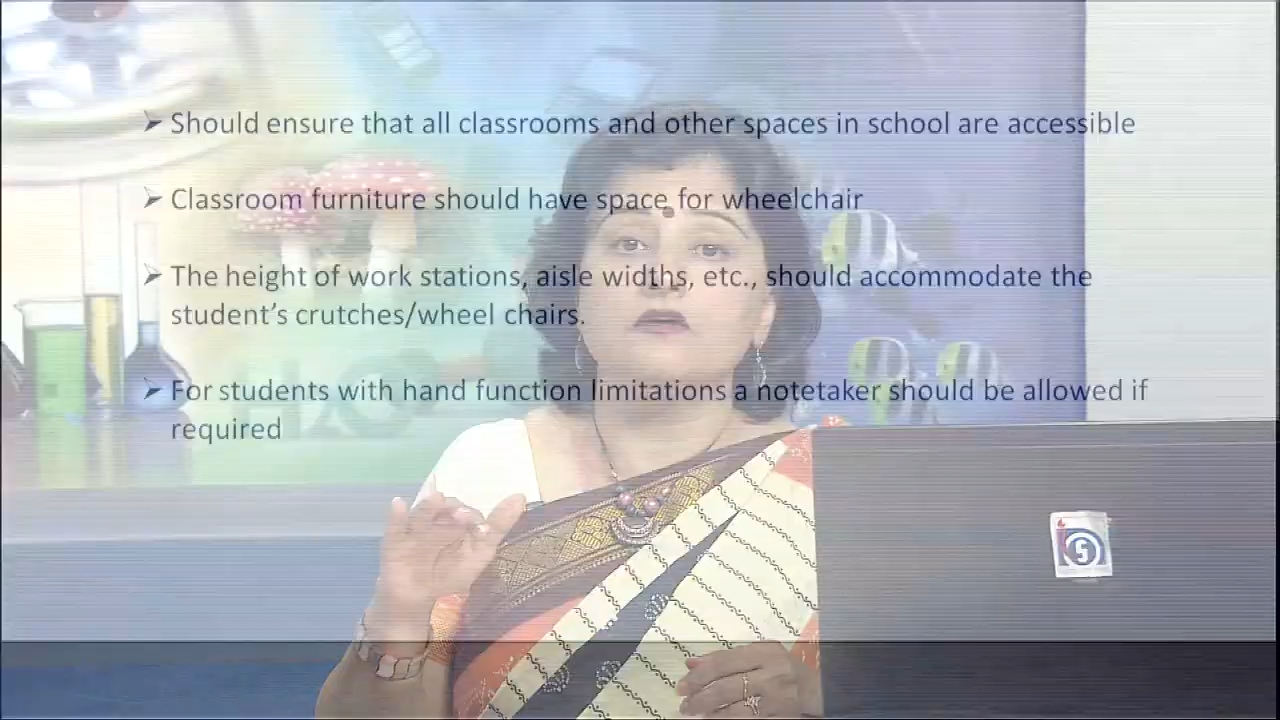 ➢ Should ensure that all classrooms and other spaces in school are accessible
➢ Classroom furniture should have space for wheelchair
➢ The height of work stations, aisle widths, etc., should accommodate the
student’s crutches/wheel chairs.
➢ For students with hand function limitations a notetaker should be allowed if
required